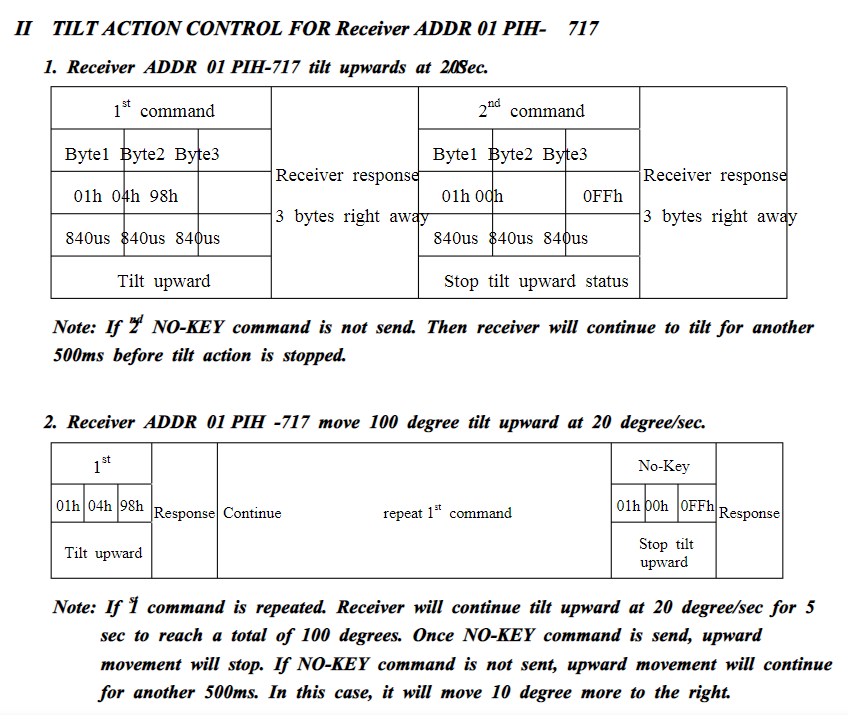 II TILT ACTION CONTROL FOR Receiver ADDR 01 PIH- 717
1. Receiver ADDR 01 PIH-717 tilt upwards at
1st command
2nd command
Byte1 Byte2 Byte3
Byte1 Byte2 Byte3
Receiver response
Receiver response
01h 04h 98h
01h 00h 0FFh
3 bytes right away
3 bytes right away
840us 840us 840us
840us 840us 840us
Tilt upward
Stop tilt upward status
Note: If 2nd NO-KEY command is not send. Then receiver will continue to tilt for another
500ms before tilt action is stopped.
2. Receiver ADDR 01 PIH -717 move 100 degree tilt upward at 20 degree/sec.
1st
No-Key
01h 04h 98h
Response
Continue
repeat 1st command
01h 00h 0FFh
Response
Tilt upward
Stop tilt
upward
Note: If 1st command is repeated. Receiver will continue tilt upward at 20 degree/sec for 5
sec to reach a total of 100 degrees. Once NO-KEY command is send, upward
movement will stop. If NO-KEY command is not sent, upward movement will continue
for another 500ms. In this case, it will move 10 degree more to the right.